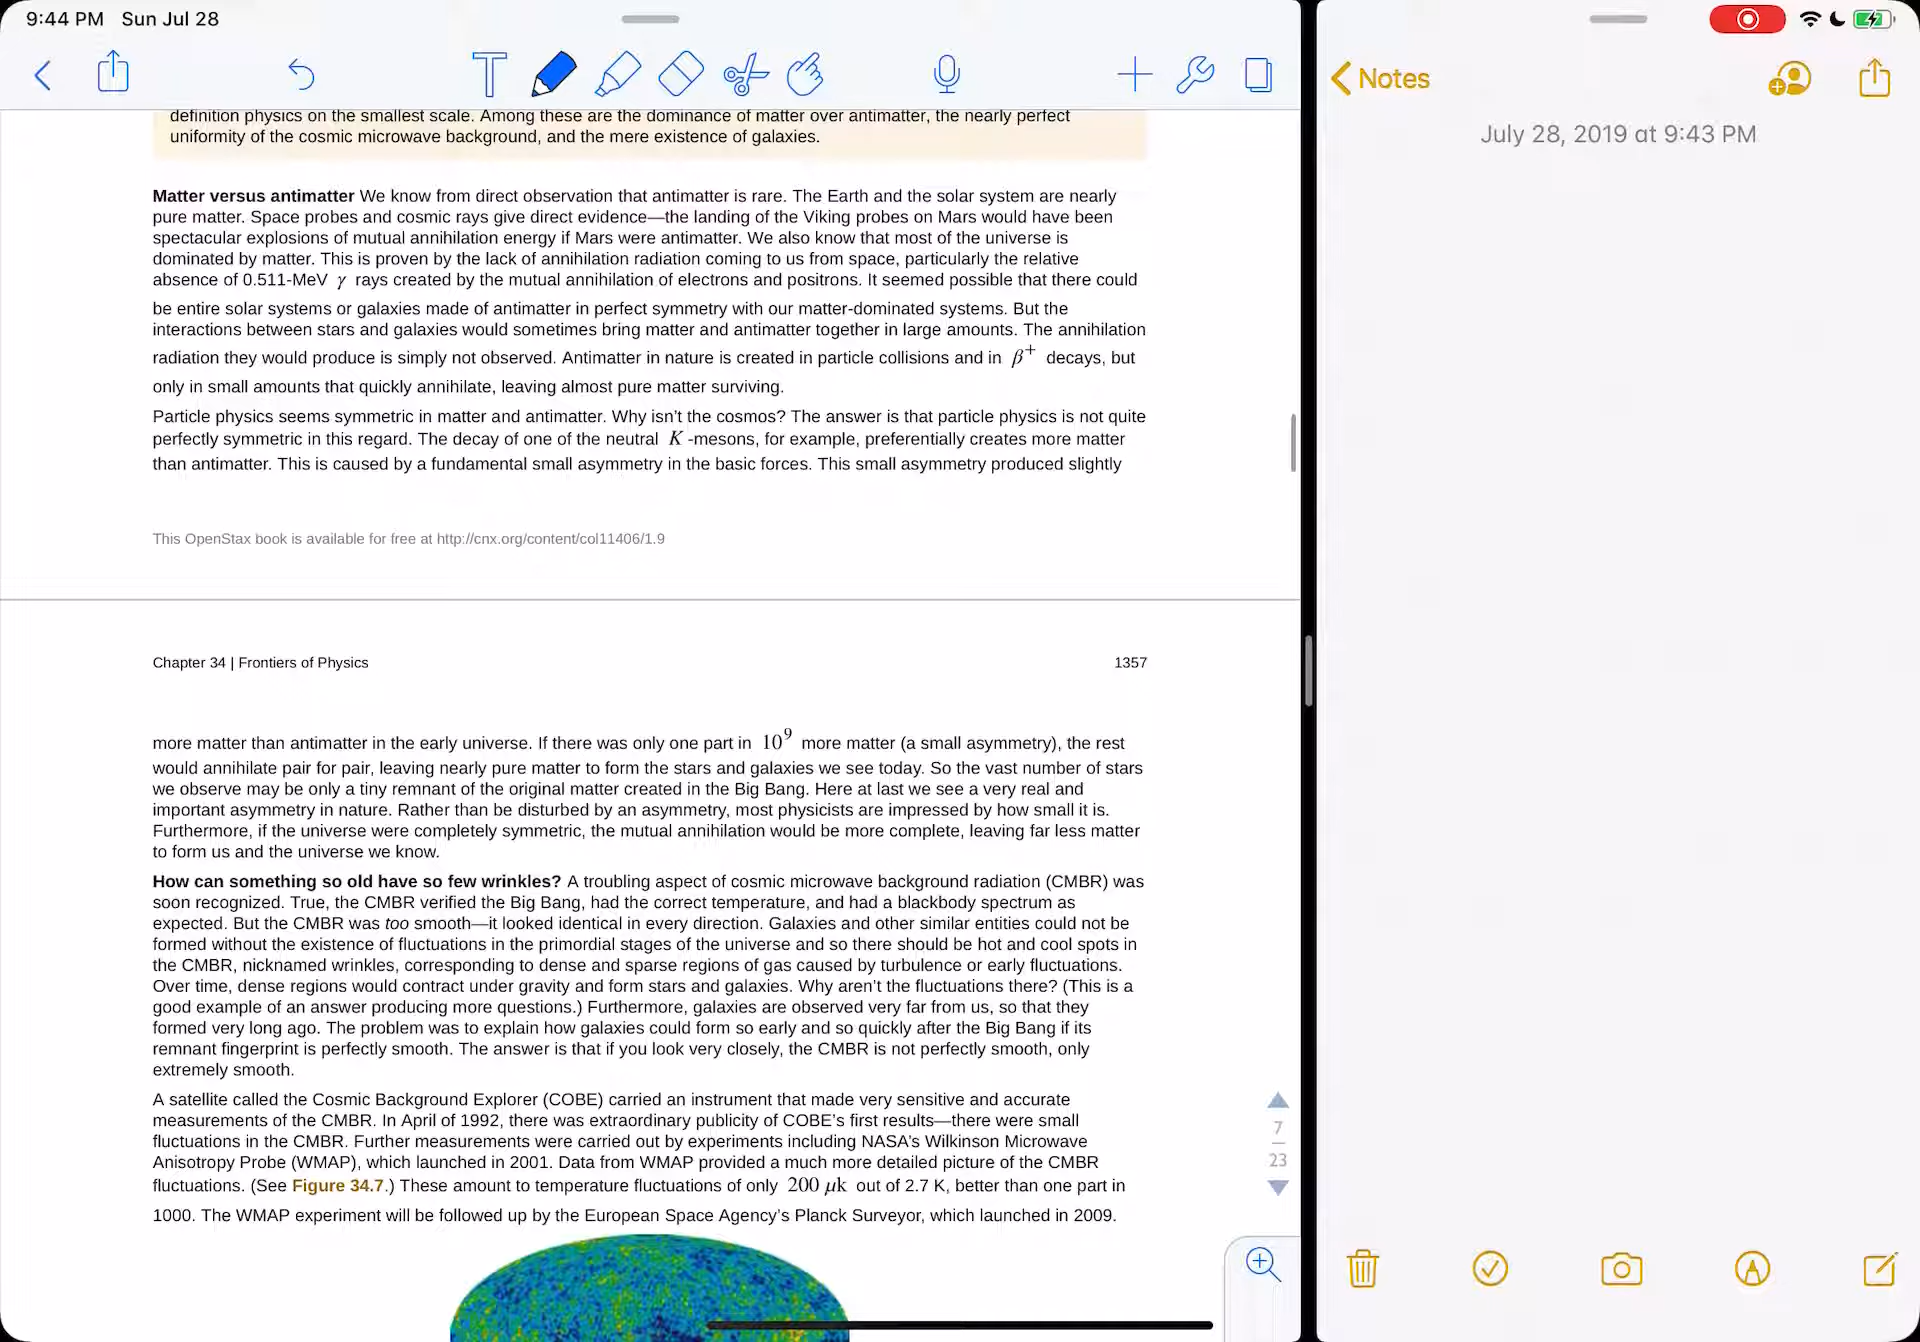 9:44 PM Sun Jul 28
Notes
July 28, 2019 at 9:43 PM
definition physics on the smallest scale. Among these are the dominance of matter over antimatter, the nearly perfect
uniformity of the cosmic microwave background, and the mere existence of galaxies.
Matter versus antimatter We know from direct observation that antimatter is rare. The Earth and the solar system are nearly
pure matter. Space probes and cosmic rays give direct evidence—the landing of the Viking probes on Mars would have been
spectacular explosions of mutual annihilation energy if Mars were antimatter. We also know that most of the universe is
dominated by matter. This is proven by the lack of annihilation radiation coming to us from space, particularly the relative
absence of 0.511-MeV γ rays created by the mutual annihilation of electrons and positrons. It seemed possible that there could
be entire solar systems or galaxies made of antimatter in perfect symmetry with our matter-dominated systems. But the
interactions between stars and galaxies would sometimes bring matter and antimatter together in large amounts. The annihilation
radiation they would produce is simply not observed. Antimatter in nature is created in particle collisions and in β⁺ decays, but
only in small amounts that quickly annihilate, leaving almost pure matter surviving.
Particle physics seems symmetric in matter and antimatter. Why isn't the cosmos? The answer is that particle physics is not quite
perfectly symmetric in this regard. The decay of one of the neutral K -mesons, for example, preferentially creates more matter
than antimatter. This is caused by a fundamental small asymmetry in the basic forces. This small asymmetry produced slightly
This OpenStax book is available for free at http://cnx.org/content/col11406/1.9
Chapter 34 | Frontiers of Physics 1357
more matter than antimatter in the early universe. If there was only one part in 10⁹ more matter (a small asymmetry), the rest
would annihilate pair for pair, leaving nearly pure matter to form the stars and galaxies we see today. So the vast number of stars
we observe may be only a tiny remnant of the original matter created in the Big Bang. Here at last we see a very real and
important asymmetry in nature. Rather than be disturbed by an asymmetry, most physicists are impressed by how small it is.
Furthermore, if the universe were completely symmetric, the mutual annihilation would be more complete, leaving far less matter
to form us and the universe we know.
How can something so old have so few wrinkles? A troubling aspect of cosmic microwave background radiation (CMBR) was
soon recognized. True, the CMBR verified the Big Bang, had the correct temperature, and had a blackbody spectrum as
expected. But the CMBR was too smooth—it looked identical in every direction. Galaxies and other similar entities could not be
formed without the existence of fluctuations in the primordial stages of the universe and so there should be hot and cool spots in
the CMBR, nicknamed wrinkles, corresponding to dense and sparse regions of gas caused by turbulence or early fluctuations.
Over time, dense regions would contract under gravity and form stars and galaxies. Why aren't the fluctuations there? (This is a
good example of an answer producing more questions.) Furthermore, galaxies are observed very far from us, so that they
formed very long ago. The problem was to explain how galaxies could form so early and so quickly after the Big Bang if its
remnant fingerprint is perfectly smooth. The answer is that if you look very closely, the CMBR is not perfectly smooth, only
extremely smooth.
A satellite called the Cosmic Background Explorer (COBE) carried an instrument that made very sensitive and accurate
measurements of the CMBR. In April of 1992, there was extraordinary publicity of COBE's first results—there were small
fluctuations in the CMBR. Further measurements were carried out by experiments including NASA's Wilkinson Microwave
Anisotropy Probe (WMAP), which launched in 2001. Data from WMAP provided a much more detailed picture of the CMBR
fluctuations. (See Figure 34.7.) These amount to temperature fluctuations of only 200 μk out of 2.7 K, better than one part in
1000. The WMAP experiment will be followed up by the European Space Agency's Planck Surveyor, which launched in 2009.
7
23